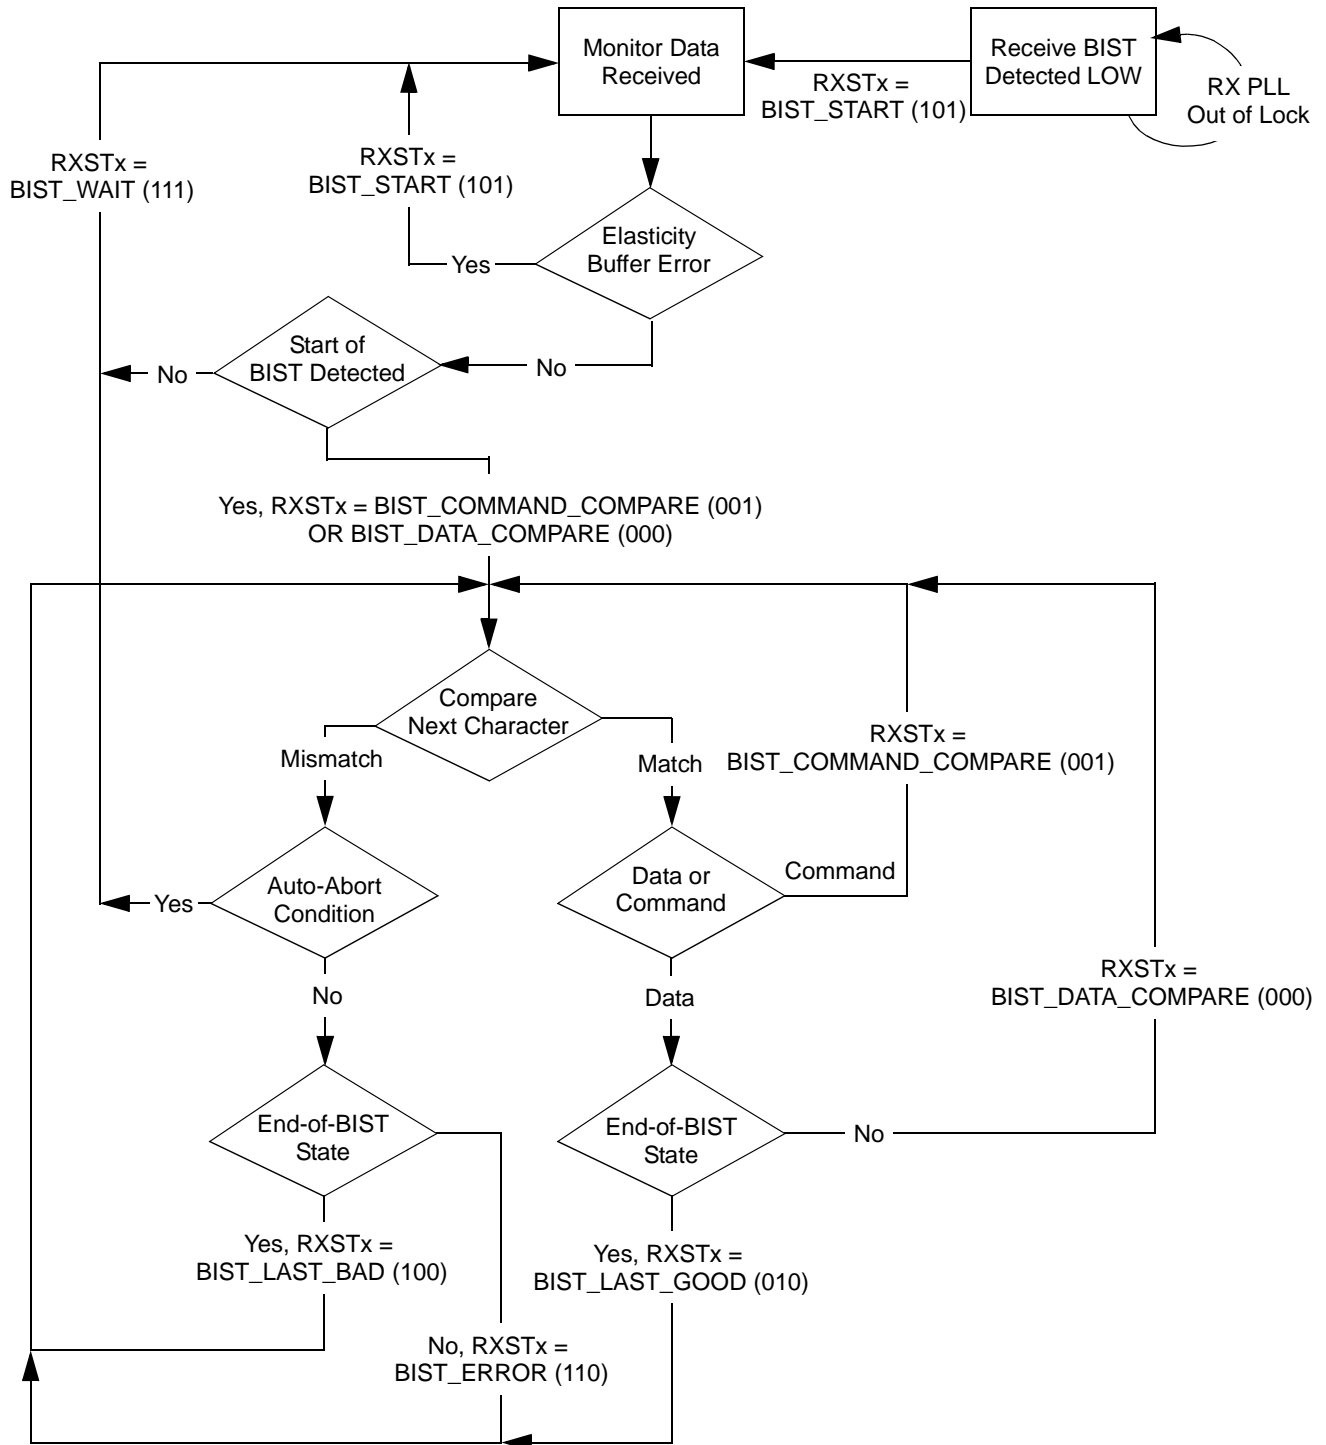 Monitor Data
Received
Receive BIST
Detected LOW
RX PLL
Out of Lock
RXSTx =
BIST_START (101)
RXSTx =
BIST_WAIT (111)
RXSTx =
BIST_START (101)
Elasticity
Buffer Error
Yes
Start of
BIST Detected
No
No
Yes, RXSTx = BIST_COMMAND_COMPARE (001)
OR BIST_DATA_COMPARE (000)
Compare
Next Character
Mismatch
Match
RXSTx =
BIST_COMMAND_COMPARE (001)
Auto-Abort
Condition
Yes
Data or
Command
Command
No
Data
RXSTx =
BIST_DATA_COMPARE (000)
End-of-BIST
State
End-of-BIST
State
No
Yes, RXSTx =
BIST_LAST_BAD (100)
Yes, RXSTx =
BIST_LAST_GOOD (010)
No, RXSTx =
BIST_ERROR (110)